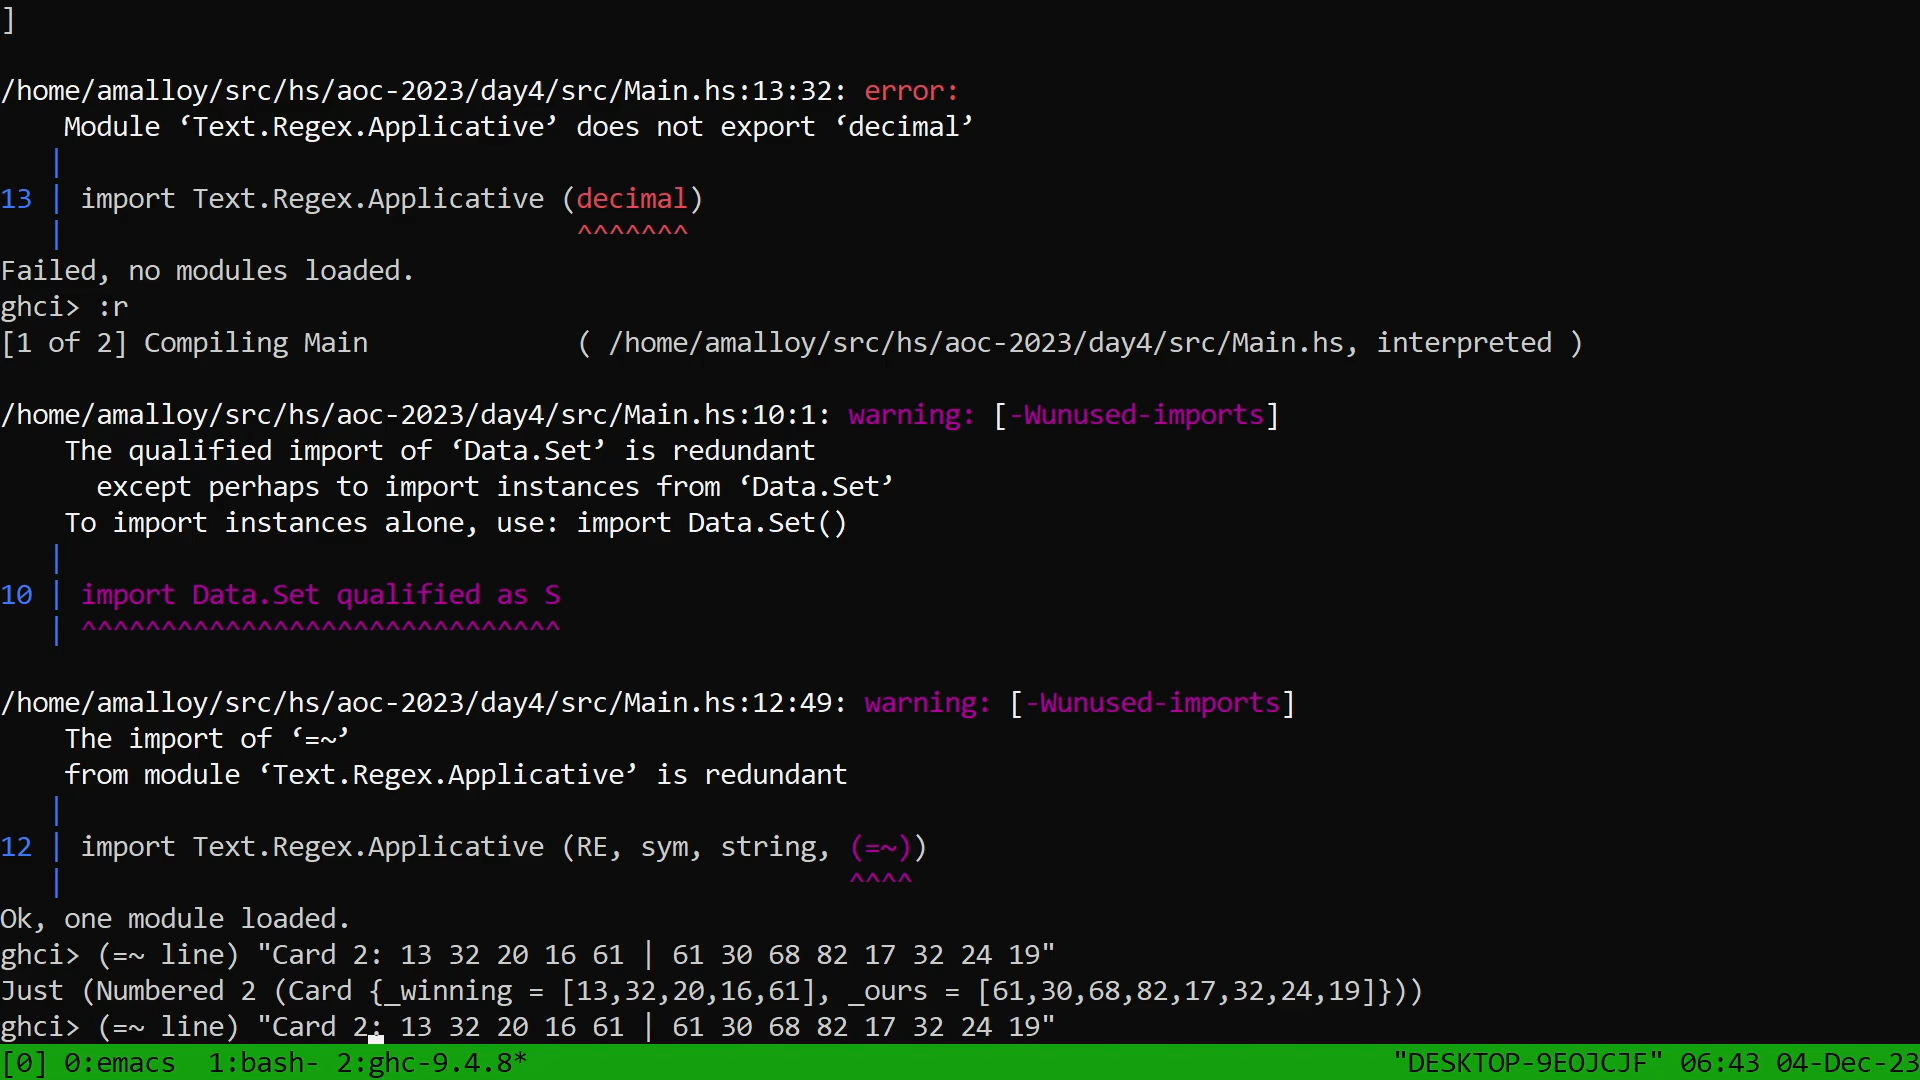 ]
/home/amalloy/src/hs/aoc-2023/day4/src/Main.hs:13:32: error:
    Module ‘Text.Regex.Applicative’ does not export ‘decimal’
   |
13 | import Text.Regex.Applicative (decimal)
   |                                ^^^^^^^
Failed, no modules loaded.
ghci> :r
[1 of 2] Compiling Main             ( /home/amalloy/src/hs/aoc-2023/day4/src/Main.hs, interpreted )
/home/amalloy/src/hs/aoc-2023/day4/src/Main.hs:10:1: warning: [-Wunused-imports]
    The qualified import of ‘Data.Set’ is redundant
      except perhaps to import instances from ‘Data.Set’
    To import instances alone, use: import Data.Set()
   |
10 | import Data.Set qualified as S
   | ^^^^^^^^^^^^^^^^^^^^^^^^^^^^^^
/home/amalloy/src/hs/aoc-2023/day4/src/Main.hs:12:49: warning: [-Wunused-imports]
    The import of ‘=~’
    from module ‘Text.Regex.Applicative’ is redundant
   |
12 | import Text.Regex.Applicative (RE, sym, string, (=~))
   |                                                 ^^^^
Ok, one module loaded.
ghci> (=~ line) "Card 2: 13 32 20 16 61 | 61 30 68 82 17 32 24 19"
Just (Numbered 2 (Card {_winning = [13,32,20,16,61], _ours = [61,30,68,82,17,32,24,19]}))
ghci> (=~ line) "Card 2: 13 32 20 16 61 | 61 30 68 82 17 32 24 19"
[0] 0:emacs  1:bash- 2:ghc-9.4.8* "DESKTOP-9EOJCJF" 06:43 04-Dec-23